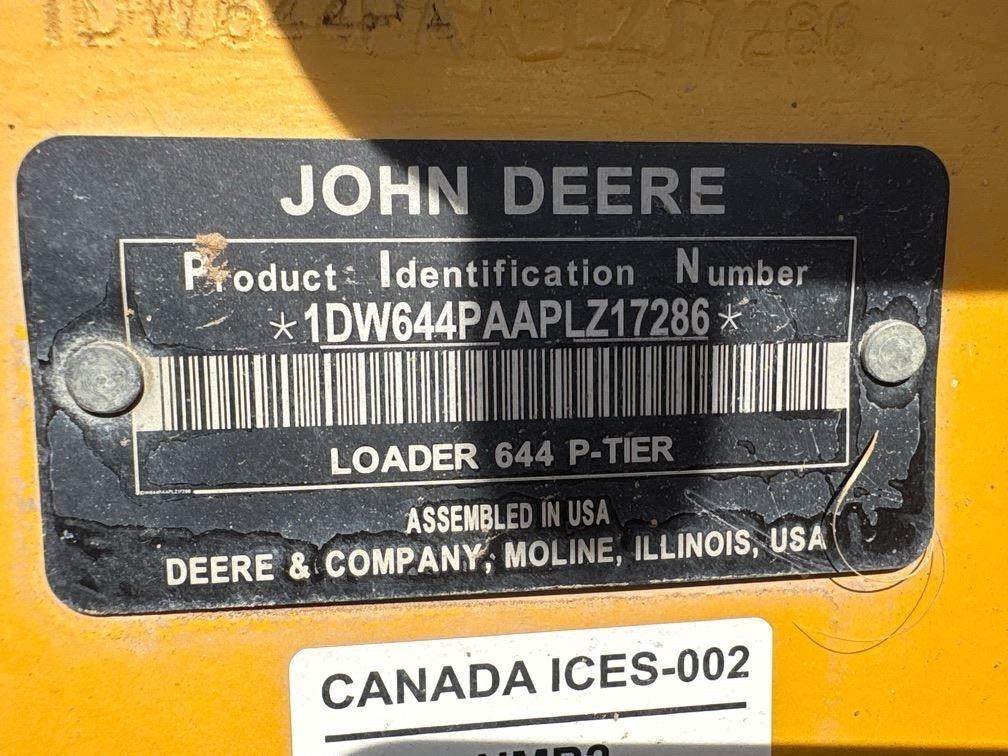 1DW644PAAPLZ17286
JOHN DEERE
Product Identification Number
*1DW644PAAPLZ17286*
LOADER 644 P-TIER
ASSEMBLED IN USA
DEERE & COMPANY, MOLINE, ILLINOIS, USA
CANADA ICES-002